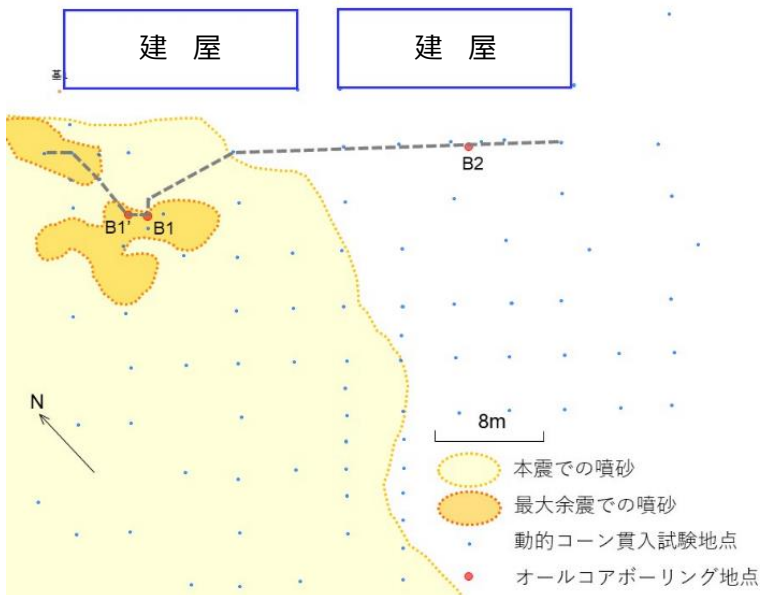 建 屋
建 屋
B2
B1'
B1
N
8m
本震での噴砂
最大余震での噴砂
動的コーン貫入試験地点
オールコアボーリング地点